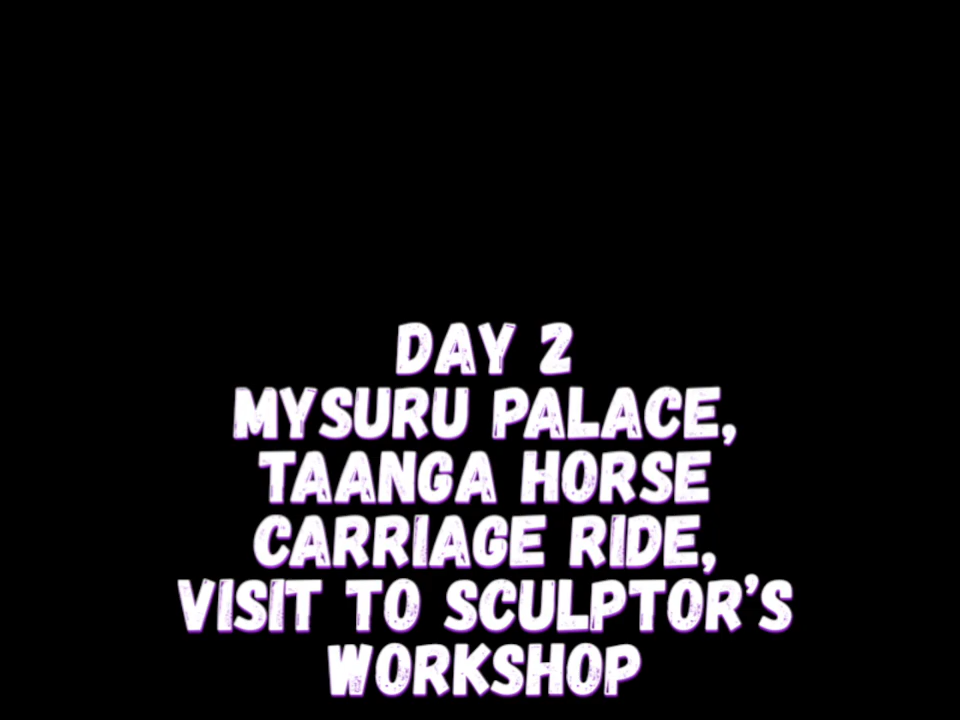 DAY 2
MYSURU PALACE,
TAANGA HORSE
CARRIAGE RIDE,
VISIT TO SCULPTOR'S
WORKSHOP